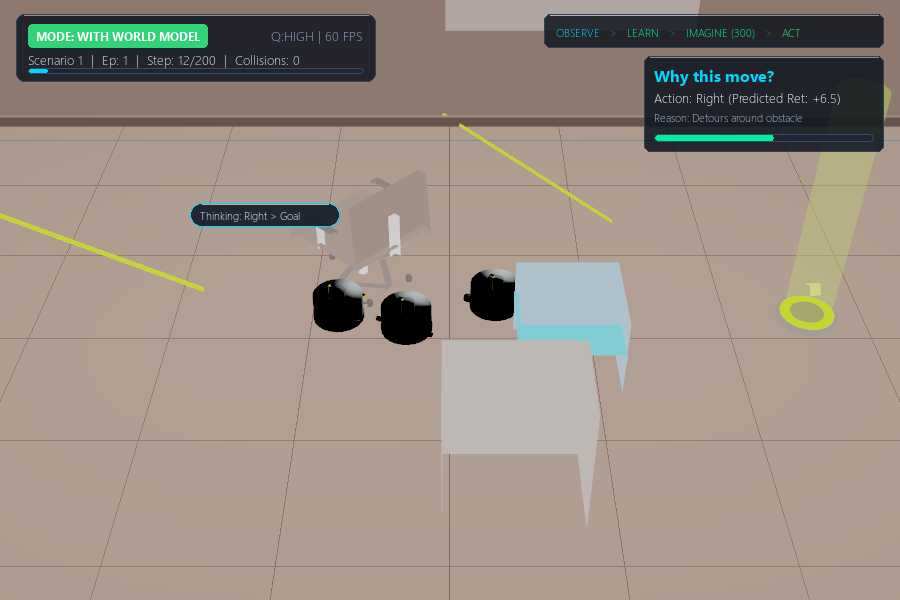 MODE: WITH WORLD MODEL
Q:HIGH | 60 FPS
Scenario 1 | Ep: 1 | Step: 12/200 | Collisions: 0
OBSERVE > LEARN > IMAGINE (300) > ACT
Why this move?
Action: Right (Predicted Ret: +6.5)
Reason: Detours around obstacle
Thinking: Right > Goal